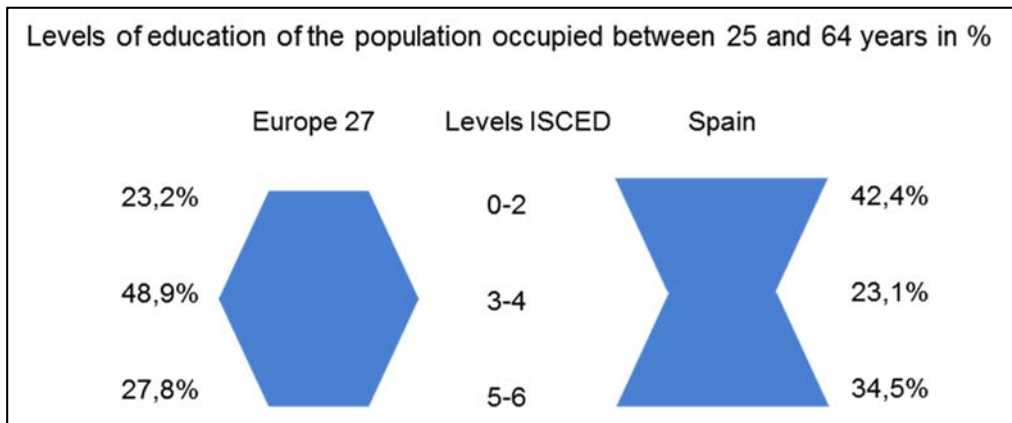 Levels of education of the population occupied between 25 and 64 years in %
Europe 27 Levels ISCED Spain
23,2% 0-2 42,4%
48,9% 3-4 23,1%
27,8% 5-6 34,5%